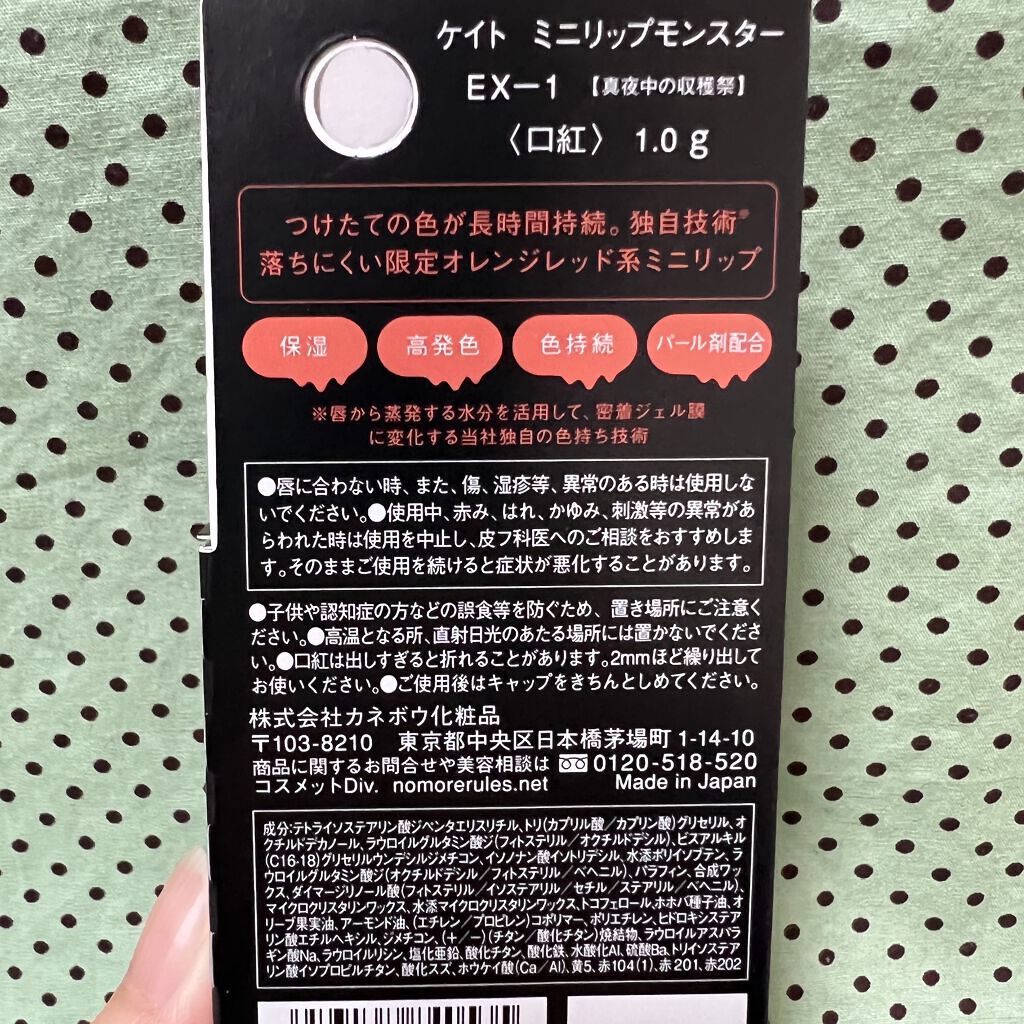 ケイト ミニリップモンスター
EX-1 【真夜中の収穫祭】
〈口紅〉 1.0 g
つけたての色が長時間持続。独自技術※
落ちにくい限定オレンジレッド系ミニリップ
保湿 高発色 色持続 パール剤配合
※唇から蒸発する水分を活用して、密着ジェル膜
に変化する当社独自の色持ち技術
●唇に合わない時、また、傷、湿疹等、異常のある時は使用しな
いでください。●使用中、赤み、はれ、かゆみ、刺激等の異常があ
らわれた時は使用を中止し、皮フ科医へのご相談をおすすめしま
す。そのままご使用を続けると症状が悪化することがあります。
●子供や認知症の方などの誤食等を防ぐため、置き場所にご注意く
ださい。●高温となる所、直射日光のあたる場所には置かないでくださ
い。●口紅は出しすぎると折れることがあります。2mmほど繰り出して
お使いください。●ご使用後はキャップをきちんとしめてください。
株式会社カネボウ化粧品
〒103-8210 東京都中央区日本橋茅場町 1-14-10
商品に関するお問合せや美容相談は 0120-518-520
コスメットDiv. nomorerules.net Made in Japan
成分:テトライソステアリン酸ジペンタエリスリチル、トリ(カプリル酸/カプリン酸)グリセリル、オ
クチルドデカノール、ラウロイルグルタミン酸ジ(フィトステリル/オクチルドデシル)、ビスアルキル
(C16-18)グリセリルウンデシルジメチコン、イソノナン酸イソトリデシル、水添ポリイソブテン、ラ
ウロイルグルタミン酸ジ(オクチルドデシル/フィトステリル/ベヘニル)、パラフィン、合成ワッ
クス、ダイマージリノール酸(フィトステリル/イソステアリル/セチル/ステアリル/ベヘニル)、
マイクロクリスタリンワックス、水添マイクロクリスタリンワックス、トコフェロール、ホホバ種子油、オ
リーブ果実油、アーモンド油、(エチレン/プロピレン)コポリマー、ポリエチレン、ヒドロキシステア
リン酸エチルヘキシル、ジメチコン、(+/-)(チタン/酸化チタン)焼結物、ラウロイルアスパラ
ギン酸Na、ラウロイルリシン、塩化亜鉛、酸化チタン、酸化鉄、水酸化Al、硫酸Ba、トリイソステア
リン酸イソプロピルチタン、酸化スズ、ホウケイ酸(Ca/Al)、黄5、赤104(1)、赤201、赤202